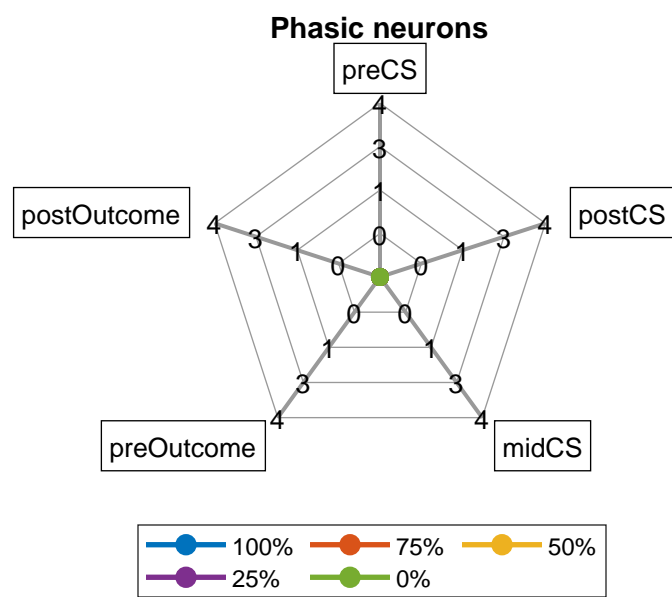 Phasic neurons
preCS
4
3
1
0
postOutcome 4 3 1 0
0 1 3 4 postCS
0 0
1 1
3 3
4 4
preOutcome midCS
100% 75% 50%
25% 0%